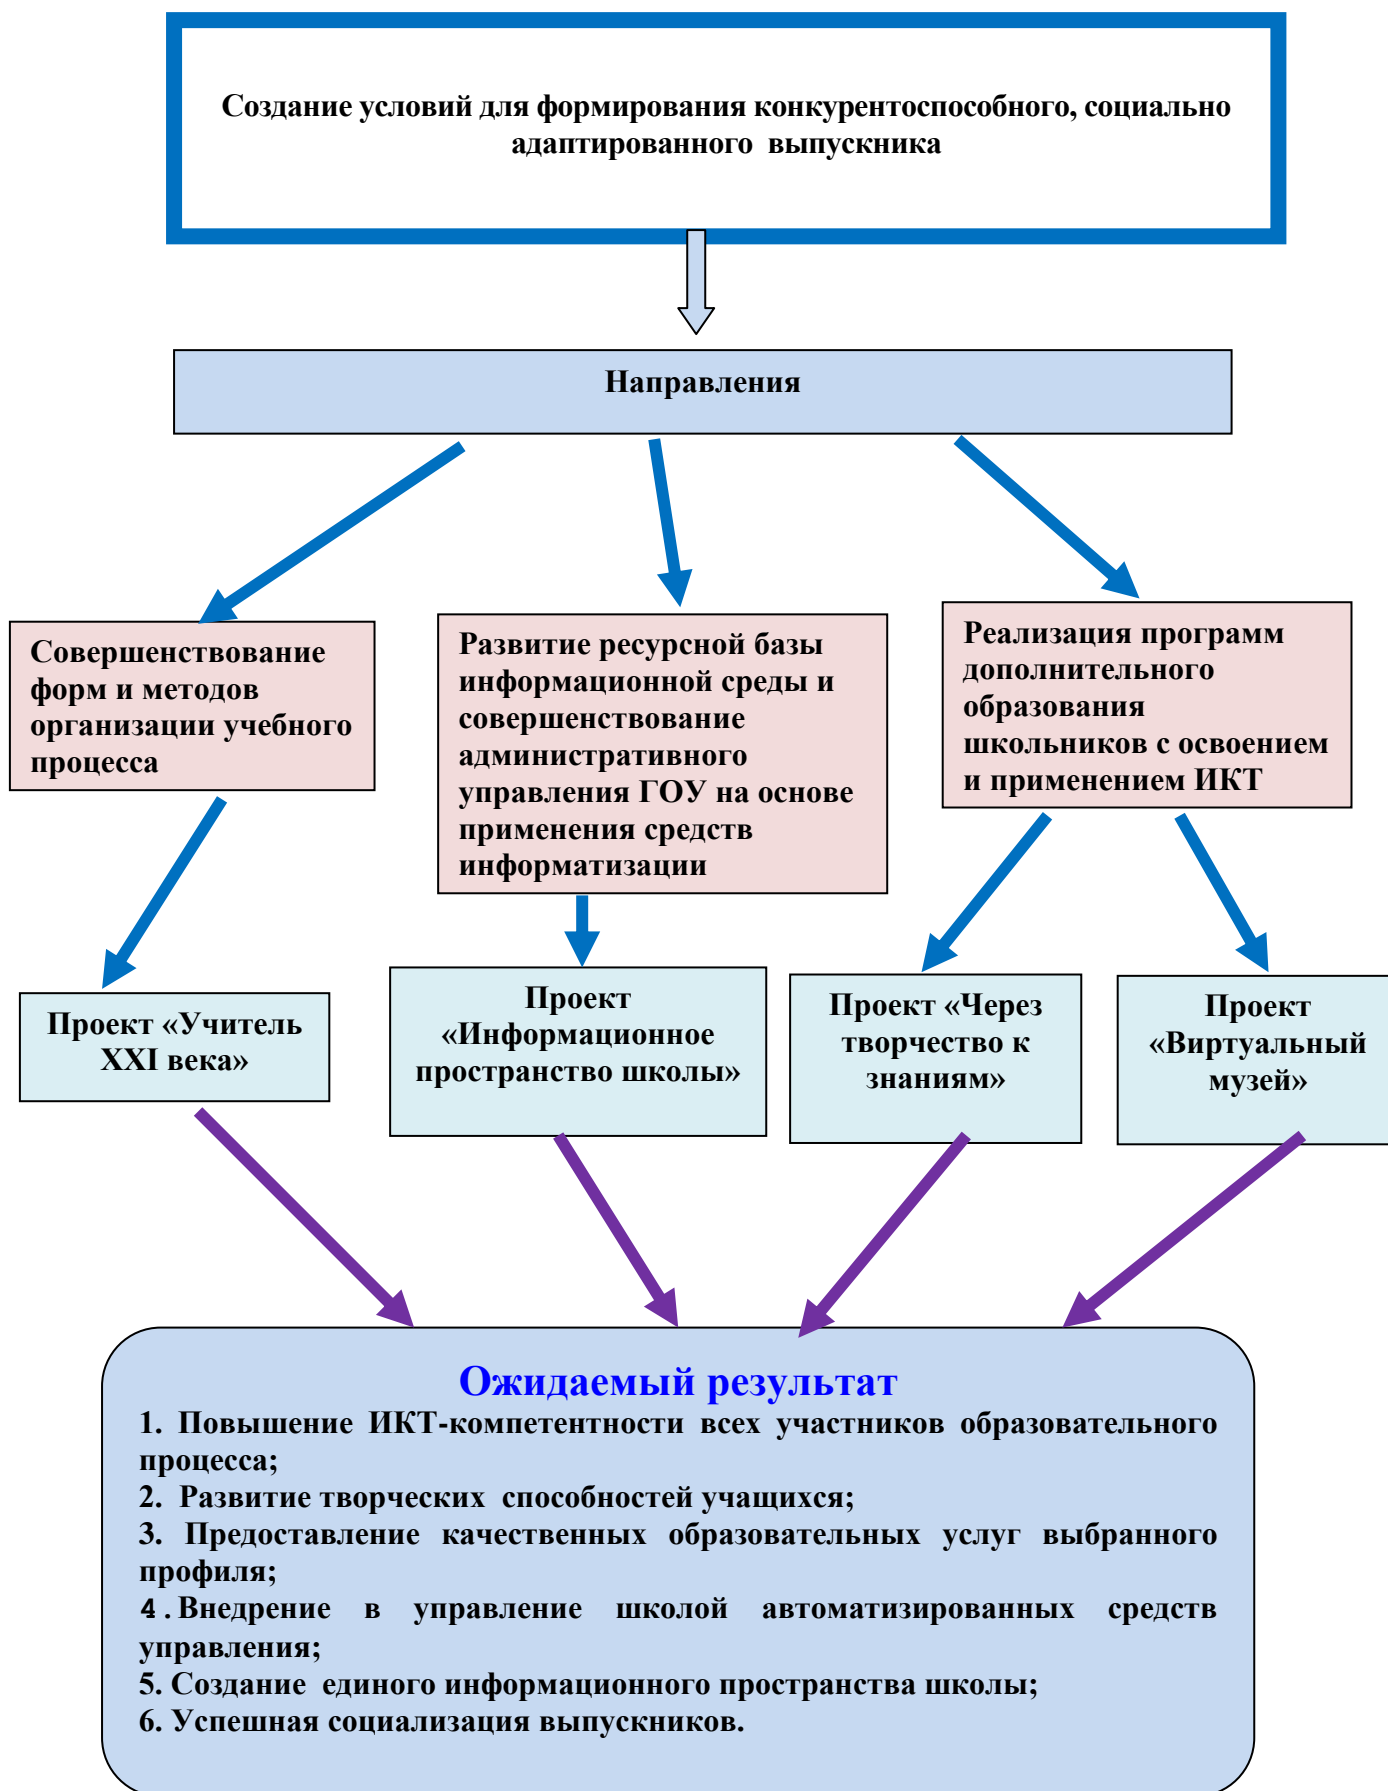 Создание условий для формирования конкурентоспособного, социально
адаптированного выпускника
Направления
Совершенствование
форм и методов
организации учебного
процесса
Развитие ресурсной базы
информационной среды и
совершенствование
административного
управления ГОУ на основе
применения средств
информатизации
Реализация программ
дополнительного
образования
школьников с освоением
и применением ИКТ
Проект «Учитель
XXI века»
Проект
«Информационное
пространство школы»
Проект «Через
творчество к
знаниям»
Проект
«Виртуальный
музей»
Ожидаемый результат
1. Повышение ИКТ-компетентности всех участников образовательного
процесса;
2. Развитие творческих способностей учащихся;
3. Предоставление качественных образовательных услуг выбранного
профиля;
4.Внедрение в управление школой автоматизированных средств
управления;
5. Создание единого информационного пространства школы;
6. Успешная социализация выпускников.